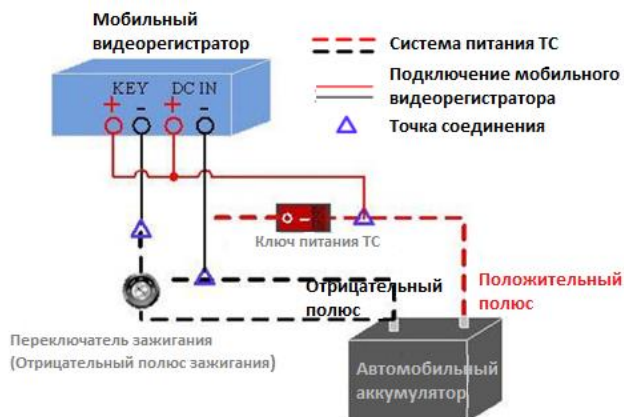 Мобильный
видеорегистратор
KEY DC IN
+ - + -
Система питания ТС
Подключение мобильного
видеорегистратора
Точка соединения
Ключ питания ТС
Отрицательный
полюс
Положительный
полюс
Переключатель зажигания
(Отрицательный полюс зажигания)
Автомобильный
аккумулятор